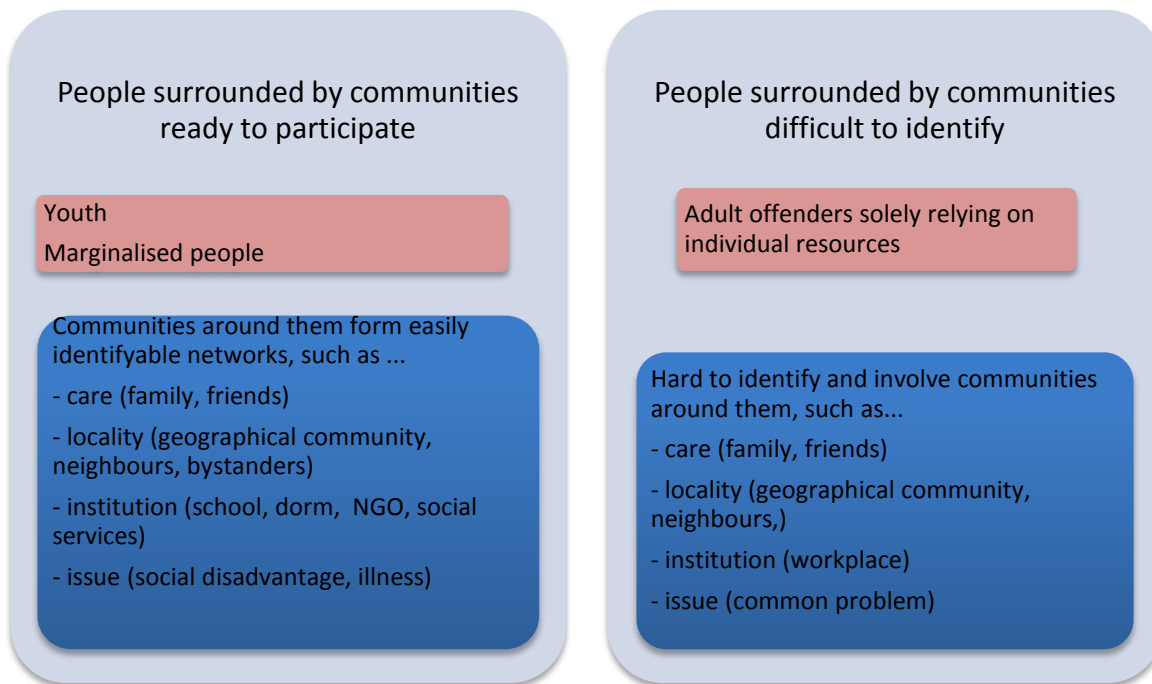 People surrounded by communities
ready to participate
Youth
Marginalised people
Communities around them form easily
identifyable networks, such as ...
- care (family, friends)
- locality (geographical community,
neighbours, bystanders)
- institution (school, dorm,  NGO, social
services)
- issue (social disadvantage, illness)
People surrounded by communities
difficult to identify
Adult offenders solely relying on
individual resources
Hard to identify and involve communities
around them, such as...
- care (family, friends)
- locality (geographical community,
neighbours,)
- institution (workplace)
- issue (common problem)